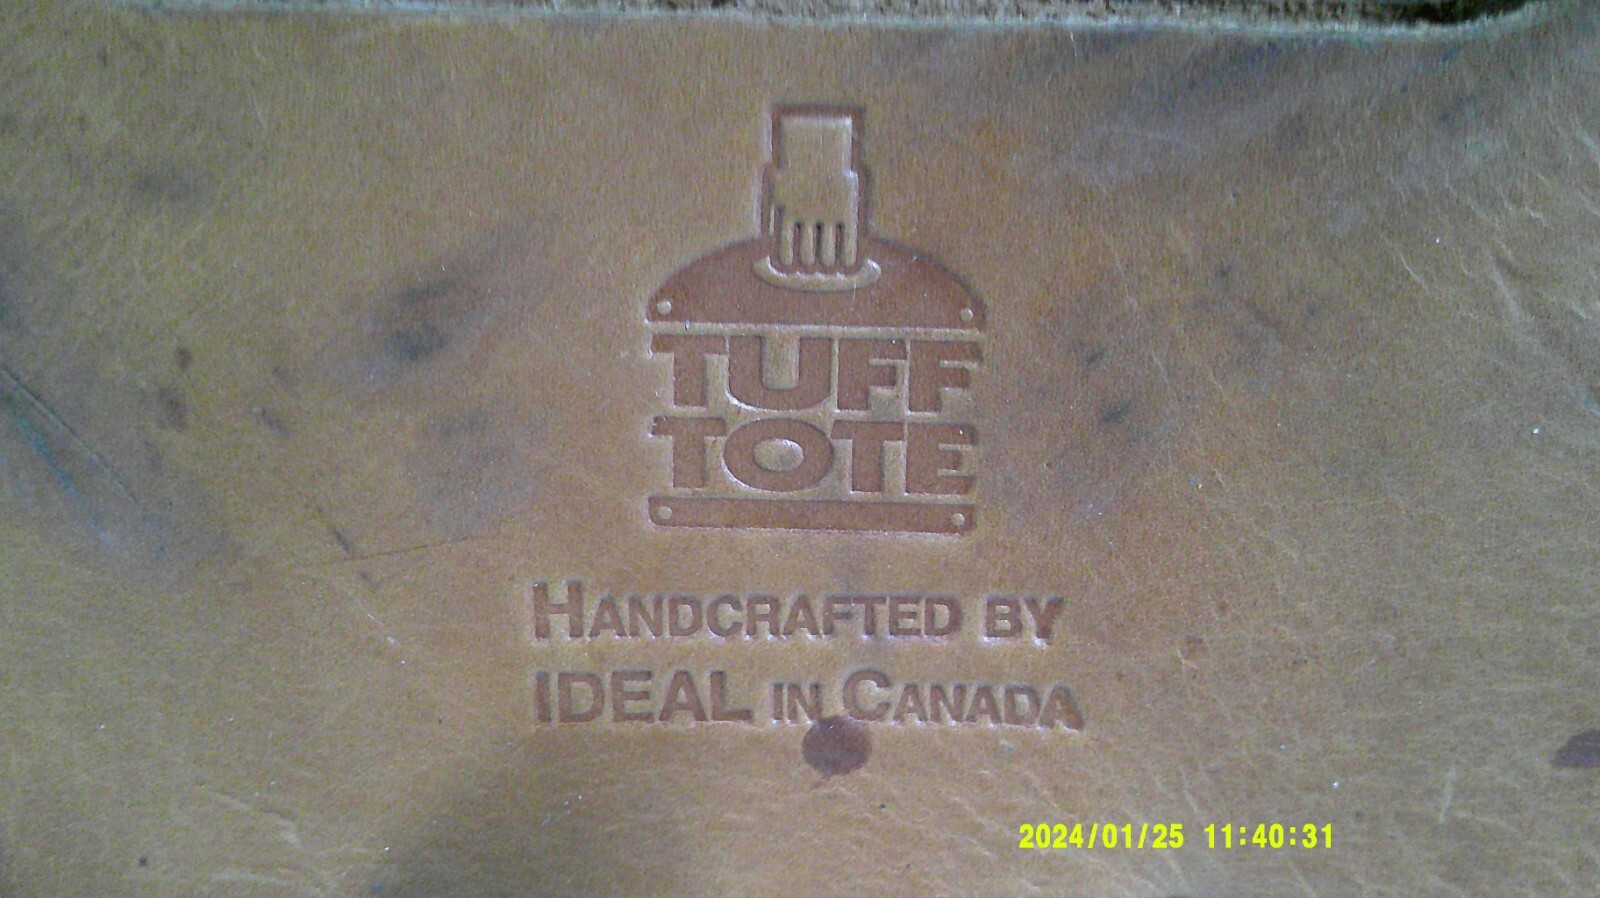 TUFF
TOTE
HANDCRAFTED BY
IDEAL IN CANADA
2024/01/25 11:40:31